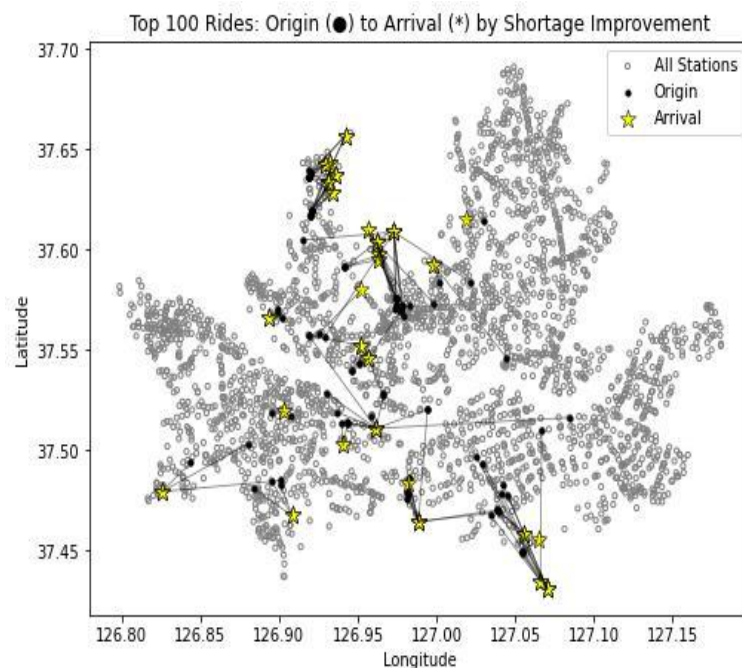 Top 100 Rides: Origin (●) to Arrival (*) by Shortage Improvement
37.70
37.65
37.60
37.55
37.50
37.45
Latitude
All Stations
Origin
Arrival
126.80 126.85 126.90 126.95 127.00 127.05 127.10 127.15
Longitude